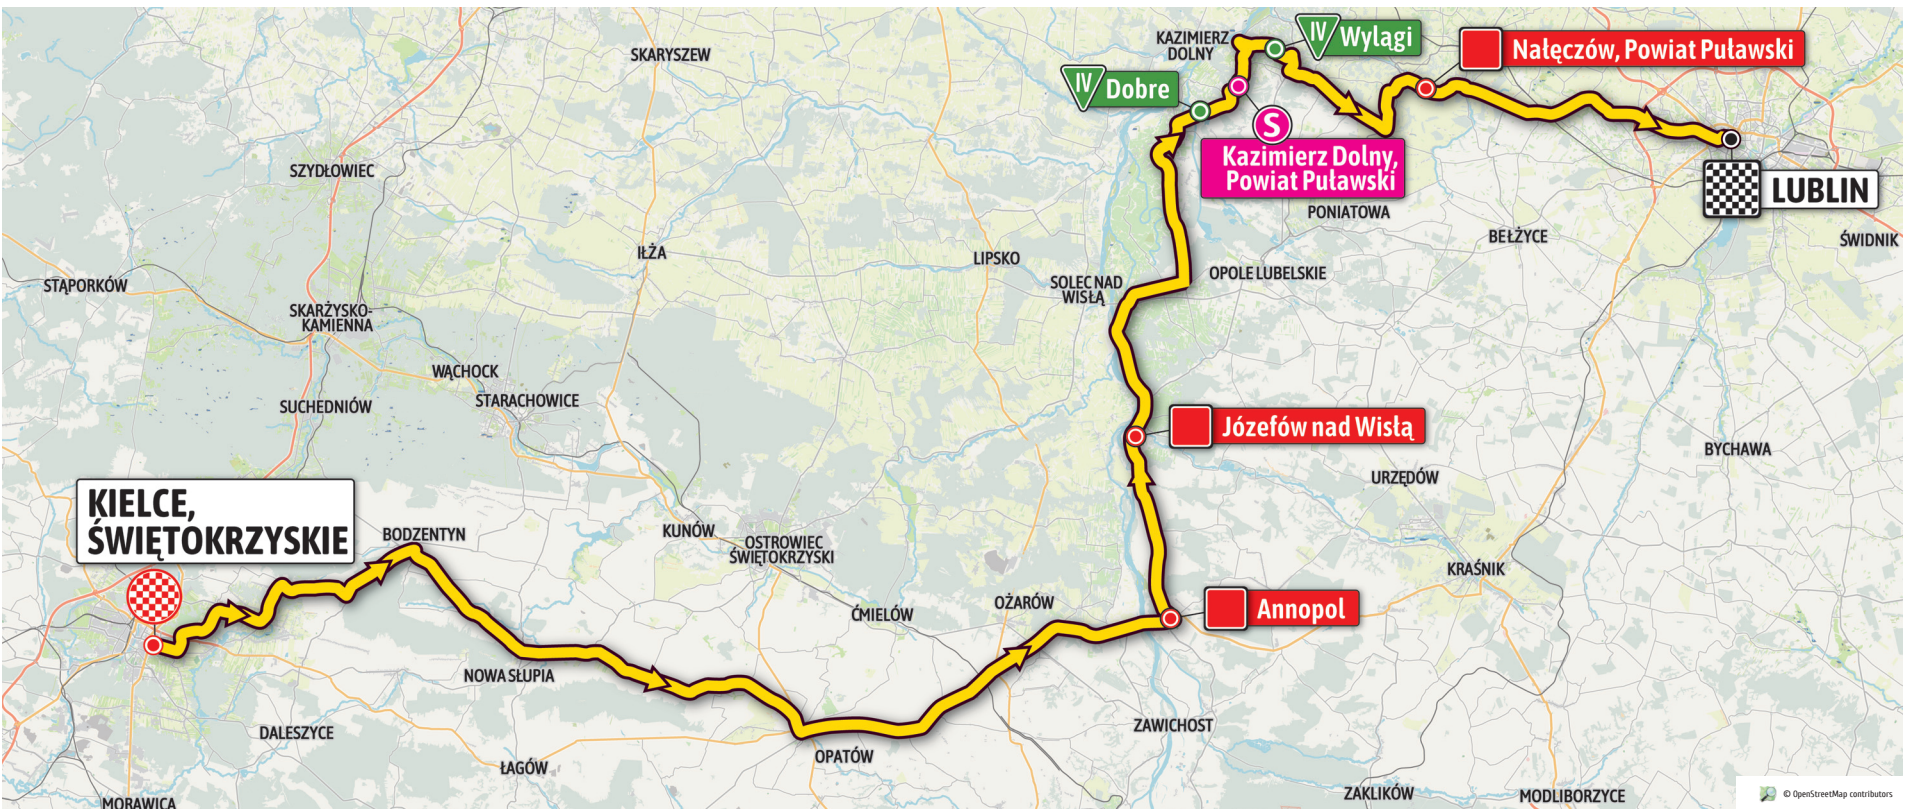 SKARYSZEW
KAZIMIERZ
DOLNY
IV Wylągi
Nałęczów, Powiat Puławski
IV Dobre
S
Kazimierz Dolny,
Powiat Puławski
SZYDŁOWIEC
LUBLIN
PONIATOWA
BEŁŻYCE
ŚWIDNIK
IŁŻA
LIPSKO
OPOLE LUBELSKIE
STĄPORKÓW
SOLEC NAD
WISŁĄ
SKARŻYSKO-
KAMIENNA
WĄCHOCK
STARACHOWICE
SUCHEDNIÓW
Józefów nad Wisłą
BYCHAWA
URZĘDÓW
KIELCE,
ŚWIĘTOKRZYSKIE
BODZENTYN
KUNÓW
OSTROWIEC
ŚWIĘTOKRZYSKI
KRAŚNIK
OŻARÓW
ĆMIELÓW
Annopol
NOWA SŁUPIA
ZAWICHOST
DALESZYCE
OPATÓW
ŁAGÓW
MORAWICA
ZAKLIKÓW
MODLIBORZYCE
© OpenStreetMap contributors